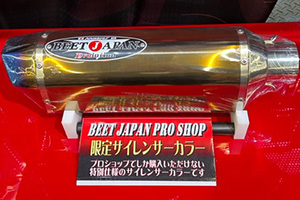 BEET JAPAN
BEET JAPAN PRO SHOP
限定サイレンサーカラー
プロショップでしか購入いただけない
特別仕様のサイレンサーカラーです